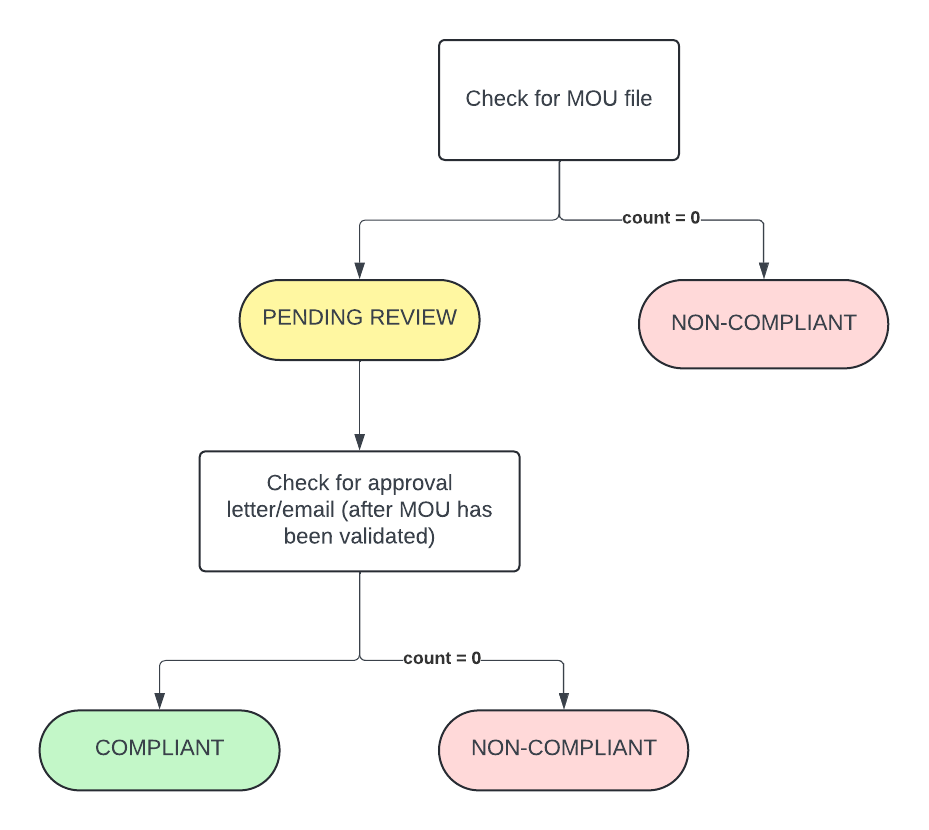 Check for MOU file
count = 0
PENDING REVIEW
NON-COMPLIANT
Check for approval
letter/email (after MOU has
been validated)
count = 0
COMPLIANT
NON-COMPLIANT